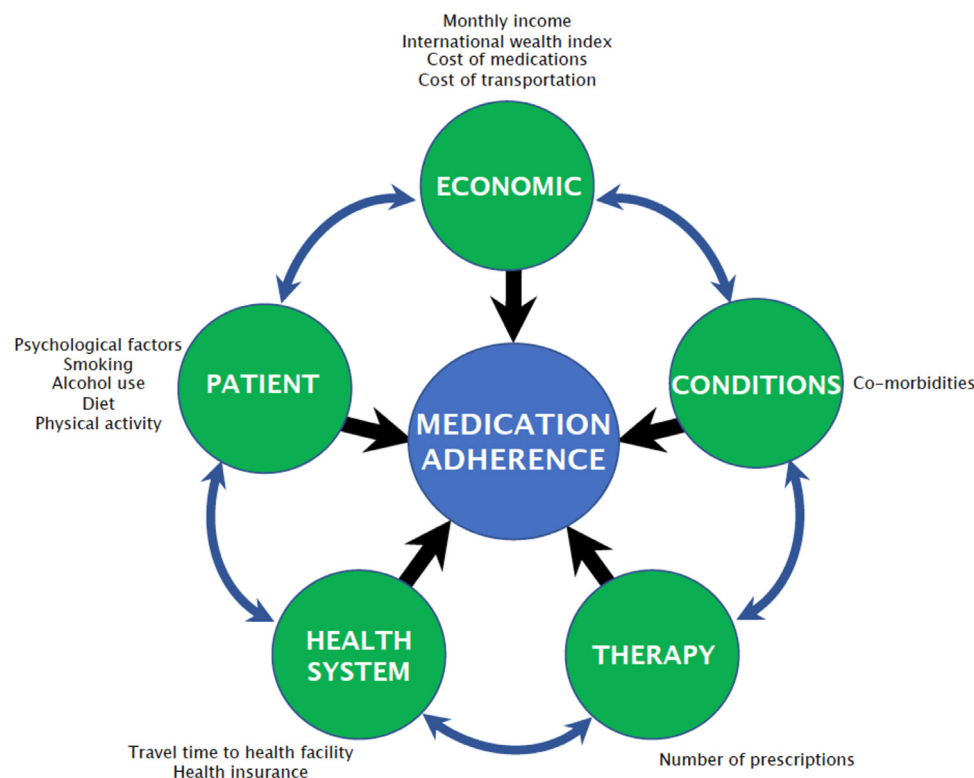 Monthly income
International wealth index
Cost of medications
Cost of transportation
ECONOMIC
Psychological factors
Smoking
Alcohol use
Diet
Physical activity
PATIENT
CONDITIONS
Co-morbidities
MEDICATION
ADHERENCE
HEALTH
SYSTEM
THERAPY
Travel time to health facility
Health insurance
Number of prescriptions